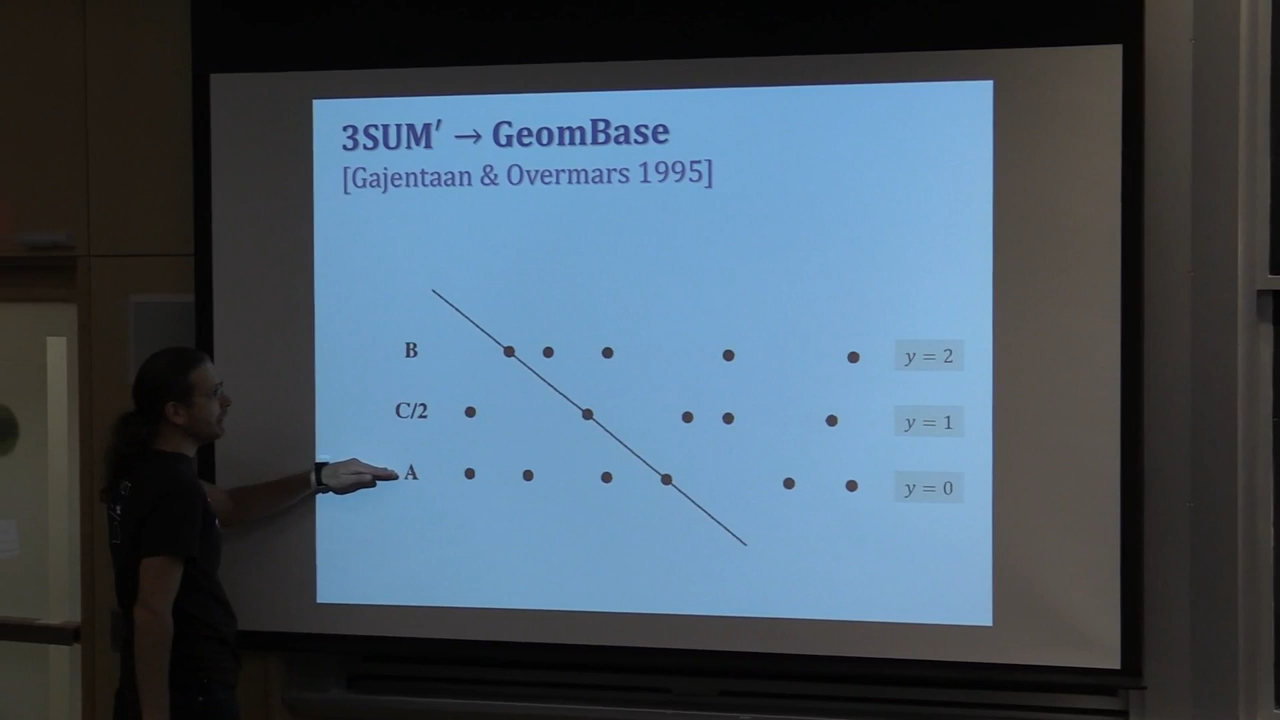 3SUM′ → GeomBase
[Gajentaan & Overmars 1995]
B y = 2
C/2 y = 1
A y = 0